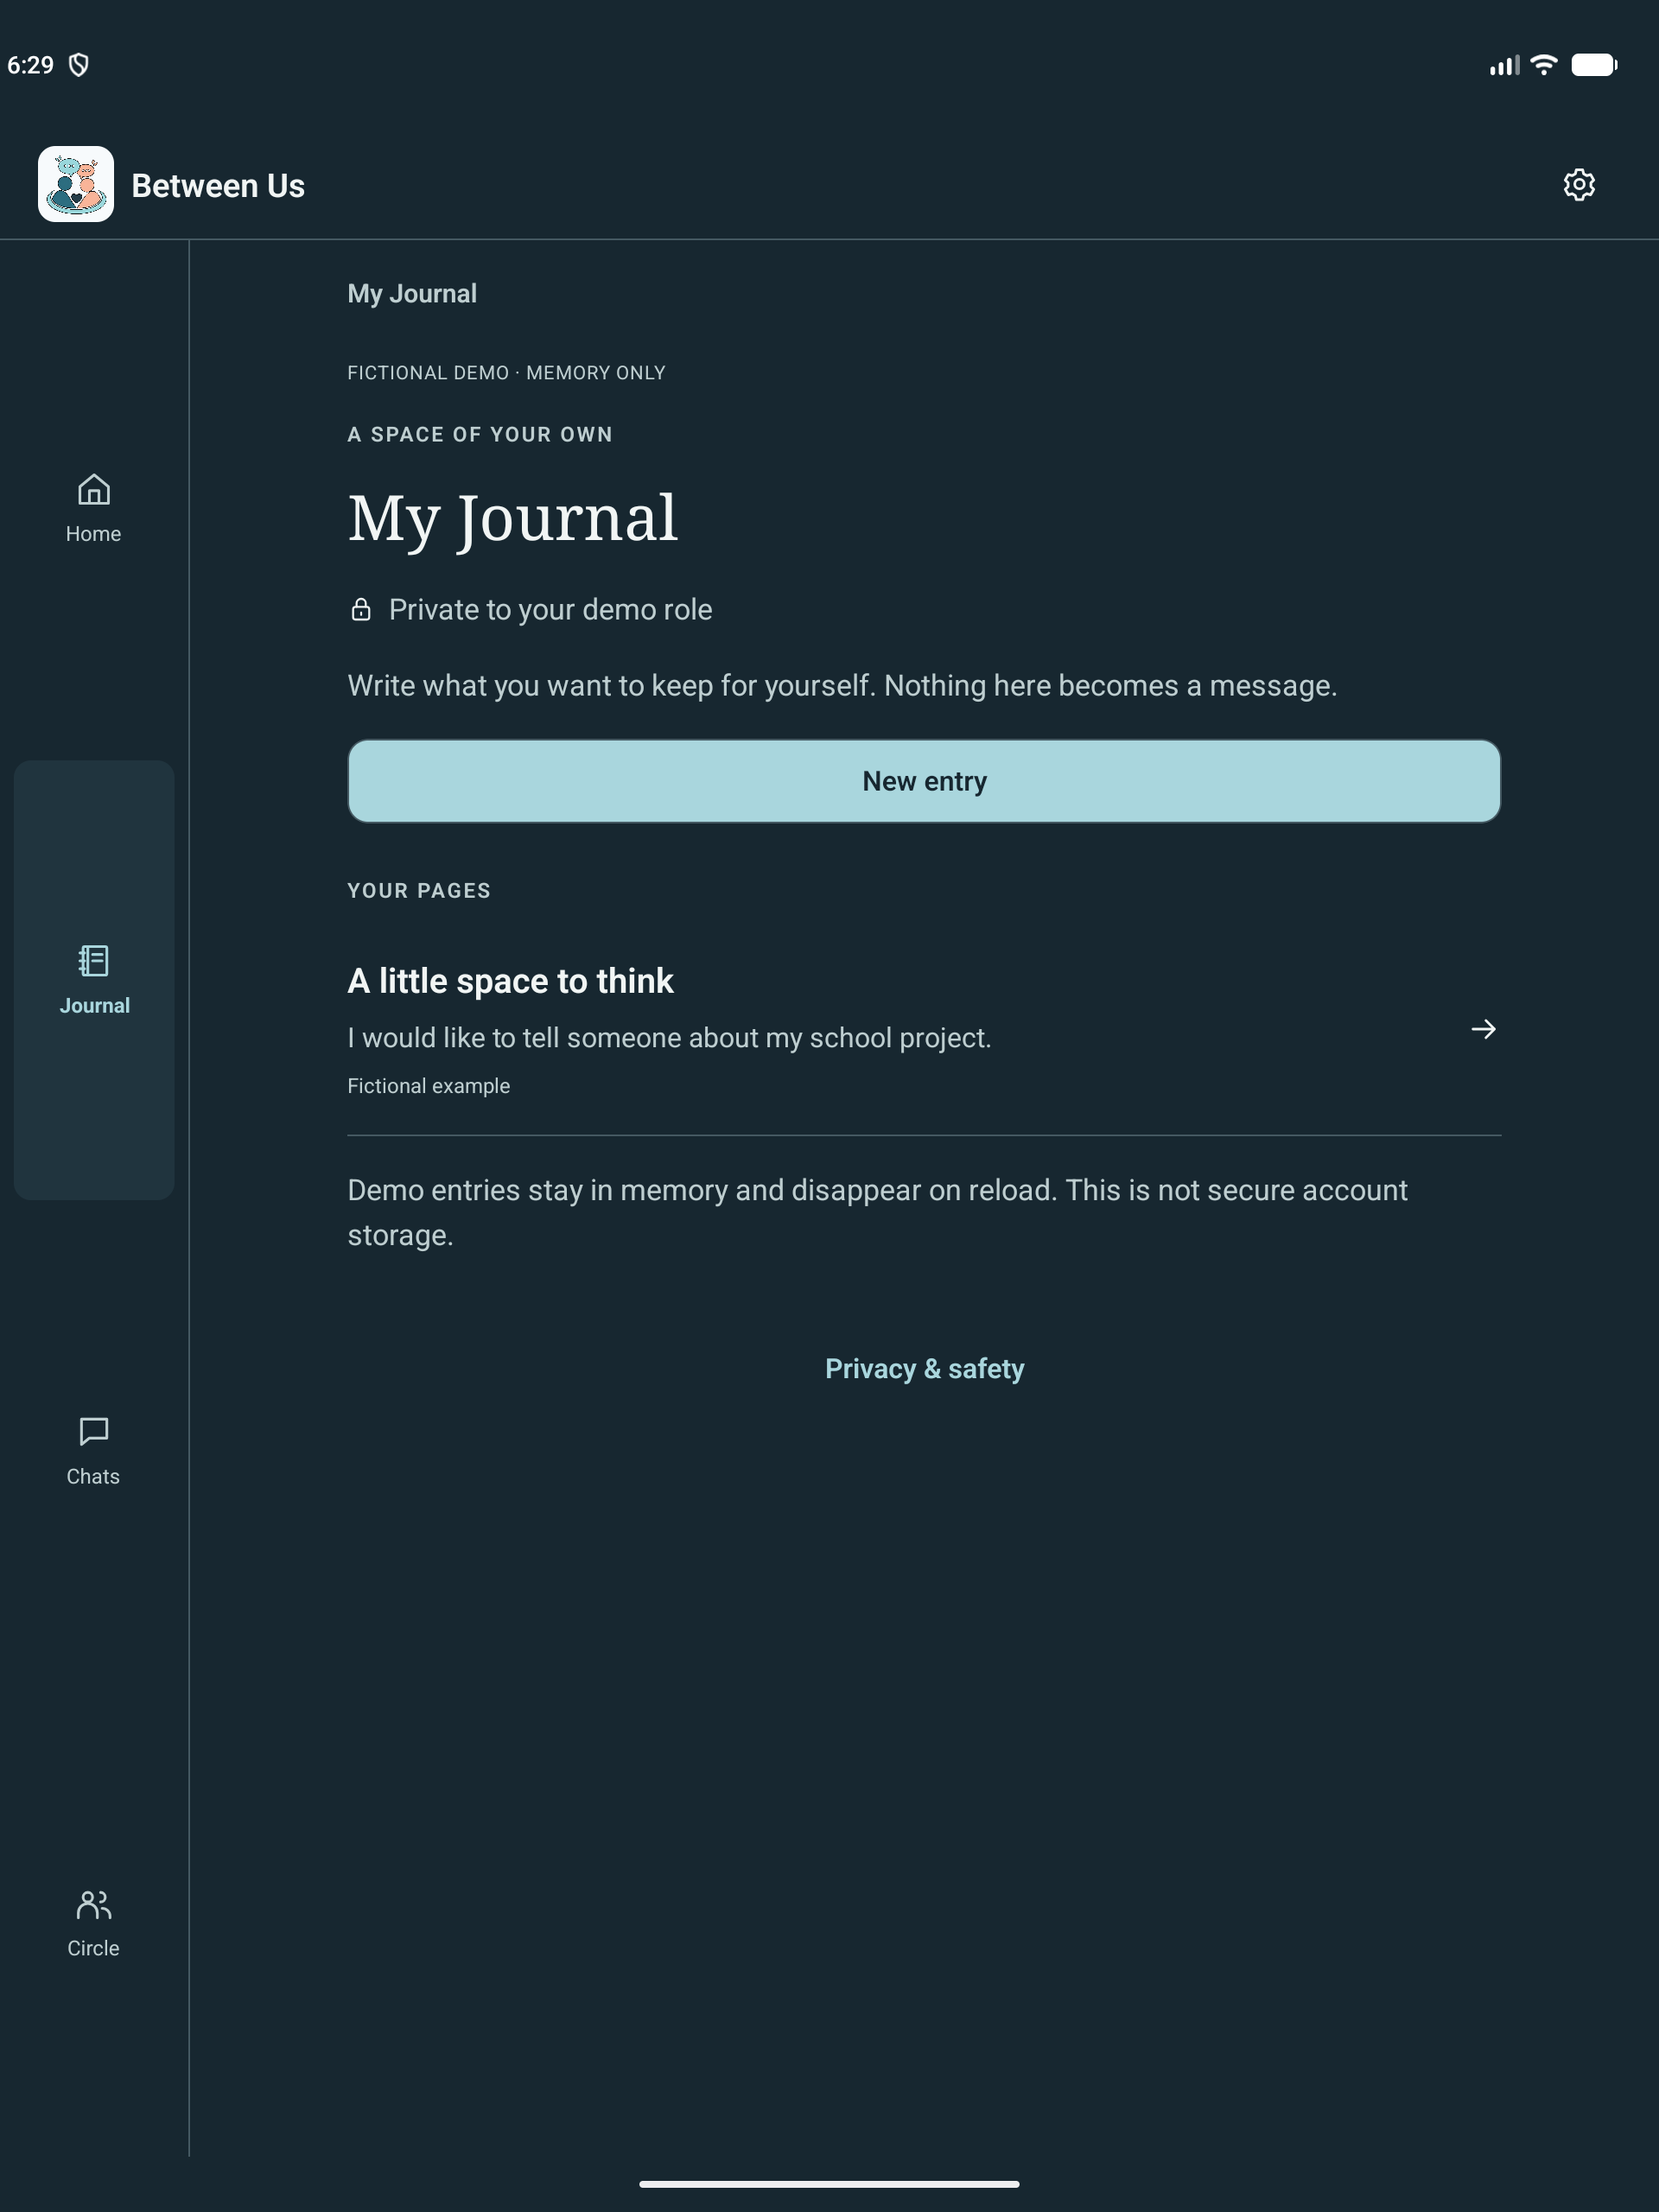 6:29
Between Us
My Journal
FICTIONAL DEMO · MEMORY ONLY
A SPACE OF YOUR OWN
My Journal
Private to your demo role
Write what you want to keep for yourself. Nothing here becomes a message.
New entry
YOUR PAGES
A little space to think
I would like to tell someone about my school project.
Fictional example
Demo entries stay in memory and disappear on reload. This is not secure account
storage.
Privacy & safety
Home
Journal
Chats
Circle